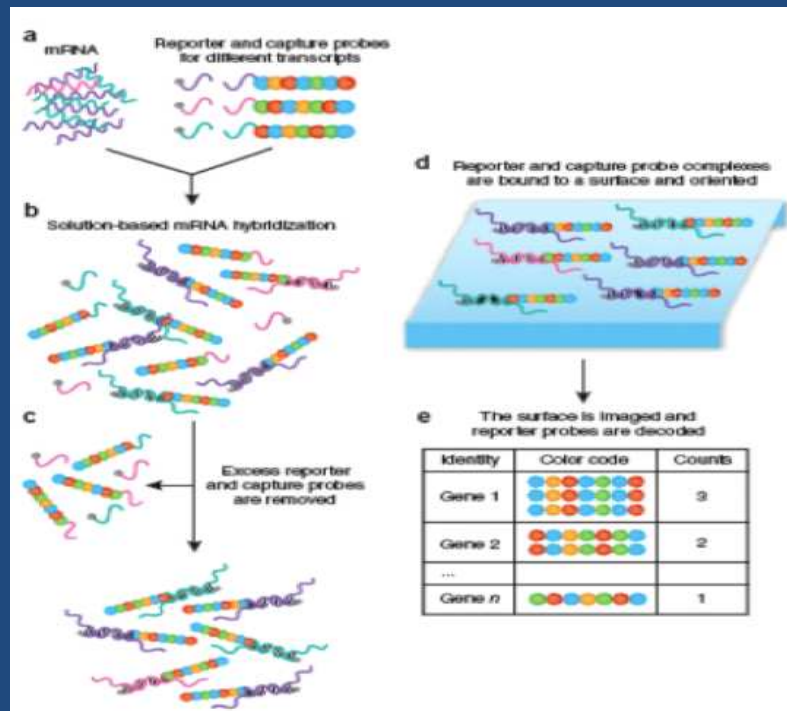 a
mRNA
Reporter and capture probes
for different transcripts
b
Solution-based mRNA hybridization
c
Excess reporter
and capture probes
are removed
d
Reporter and capture probe complexes
are bound to a surface and oriented
e
The surface is imaged and
reporter probes are decoded
Identity Color code Counts
Gene 1 3
Gene 2 2
...
Gene n 1